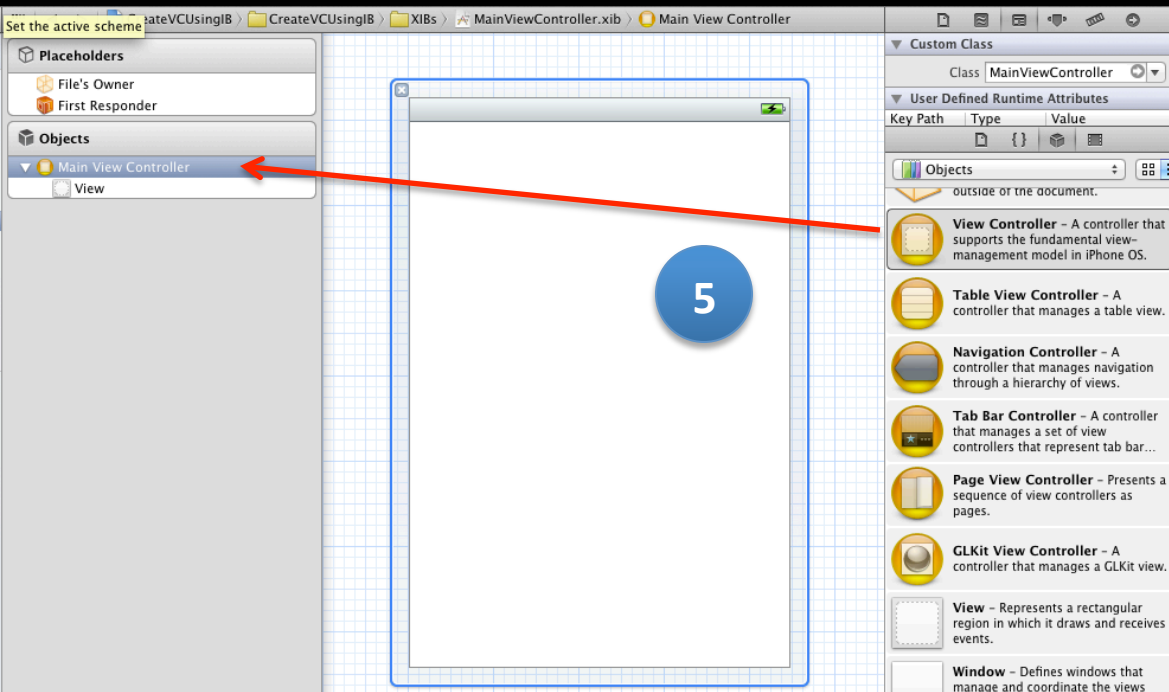 CreateVCUsingIB 〉 CreateVCUsingIB 〉 XIBs 〉 MainViewController.xib 〉 Main View Controller
Set the active scheme
Placeholders
File's Owner
First Responder
Objects
Main View Controller
View
5
Custom Class
Class MainViewController
User Defined Runtime Attributes
Key Path Type Value
{}
Objects
outside of the document.
View Controller – A controller that
supports the fundamental view-
management model in iPhone OS.
Table View Controller – A
controller that manages a table view.
Navigation Controller – A
controller that manages navigation
through a hierarchy of views.
Tab Bar Controller – A controller
that manages a set of view
controllers that represent tab bar...
Page View Controller – Presents a
sequence of view controllers as
pages.
GLKit View Controller – A
controller that manages a GLKit view.
View – Represents a rectangular
region in which it draws and receives
events.
Window – Defines windows that
manage and coordinate the views